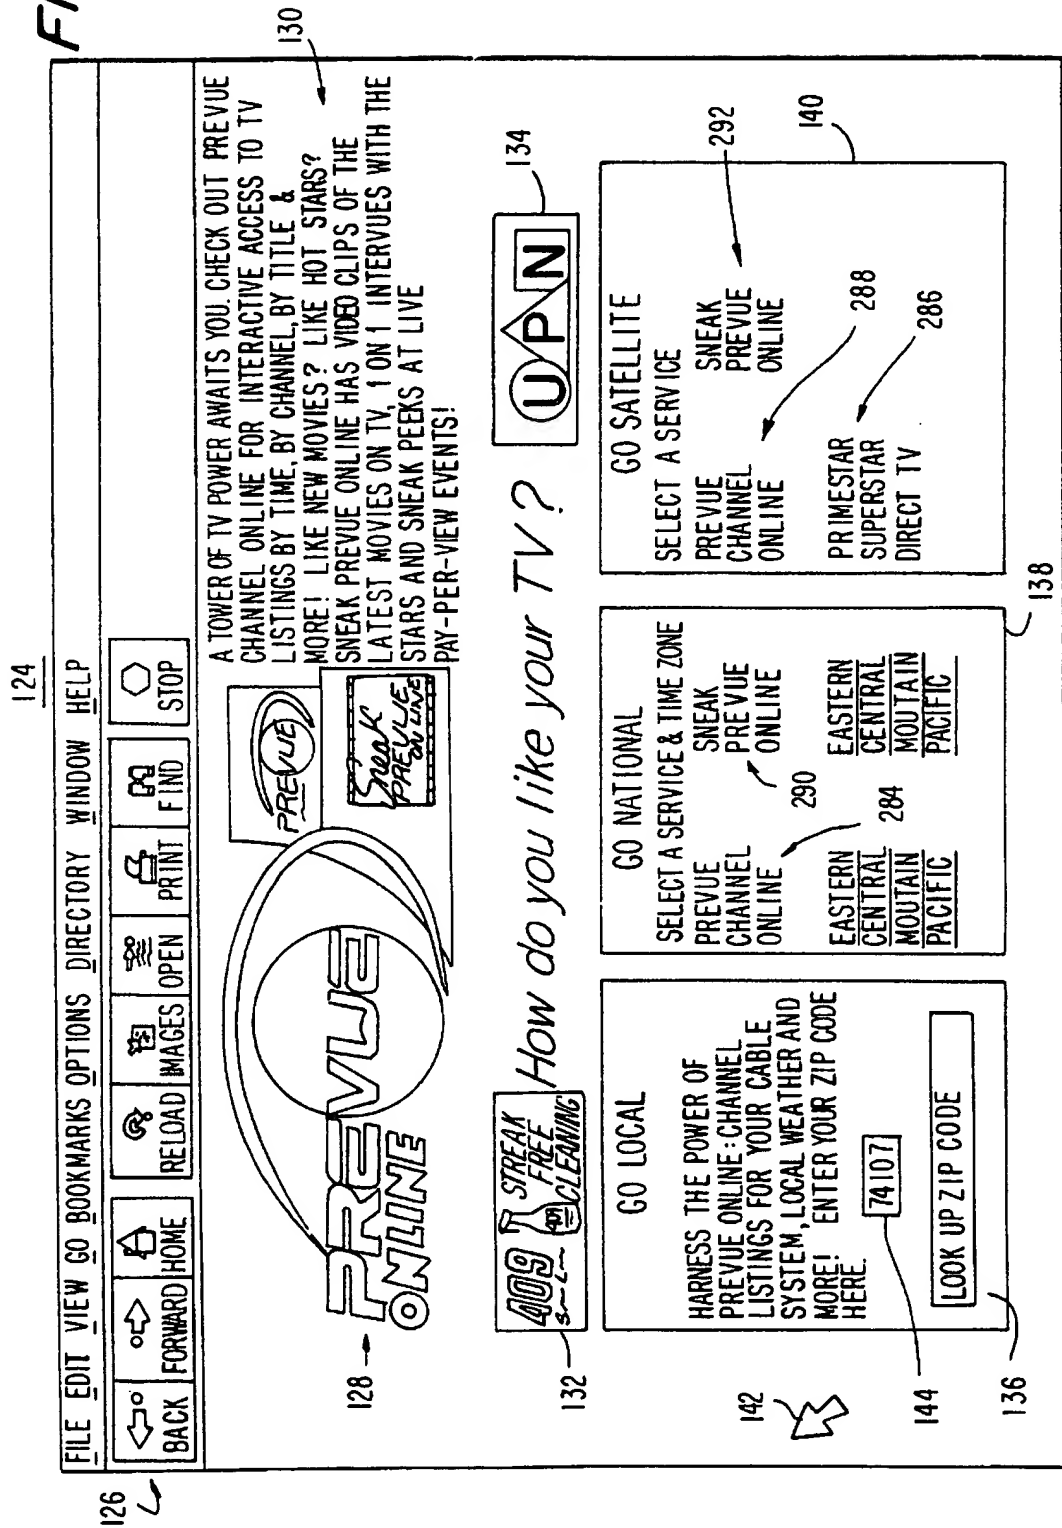 124
126
FILE EDIT VIEW GO BOOKMARKS OPTIONS DIRECTORY WINDOW HELP
BACK FORWARD HOME RELOAD IMAGES OPEN PRINT FIND STOP
128
PREVUE
ONLINE
PREVUE
Sneak
PREVUE
ON LINE
A TOWER OF TV POWER AWAITS YOU. CHECK OUT PREVUE
CHANNEL ONLINE FOR INTERACTIVE ACCESS TO TV
LISTINGS BY TIME, BY CHANNEL, BY TITLE &
MORE! LIKE NEW MOVIES? LIKE HOT STARS?
SNEAK PREVUE ONLINE HAS VIDEO CLIPS OF THE
LATEST MOVIES ON TV, 1 ON 1 INTERVUES WITH THE
STARS AND SNEAK PEEKS AT LIVE
PAY-PER-VIEW EVENTS!
130
132
409
STREAK
FREE
CLEANING
409
How do you like your TV?
UPN
134
GO LOCAL
HARNESS THE POWER OF
PREVUE ONLINE: CHANNEL
LISTINGS FOR YOUR CABLE
SYSTEM, LOCAL WEATHER AND
MORE! ENTER YOUR ZIP CODE
HERE.
74107
LOOK UP ZIP CODE
142
144
136
GO NATIONAL
SELECT A SERVICE & TIME ZONE
PREVUE
CHANNEL
ONLINE
284
EASTERN
CENTRAL
MOUTAIN
PACIFIC
SNEAK
PREVUE
ONLINE
290
EASTERN
CENTRAL
MOUTAIN
PACIFIC
138
GO SATELLITE
SELECT A SERVICE
PREVUE
CHANNEL
ONLINE
288
SNEAK
PREVUE
ONLINE
292
PRIMESTAR
SUPERSTAR
DIRECT TV
286
140